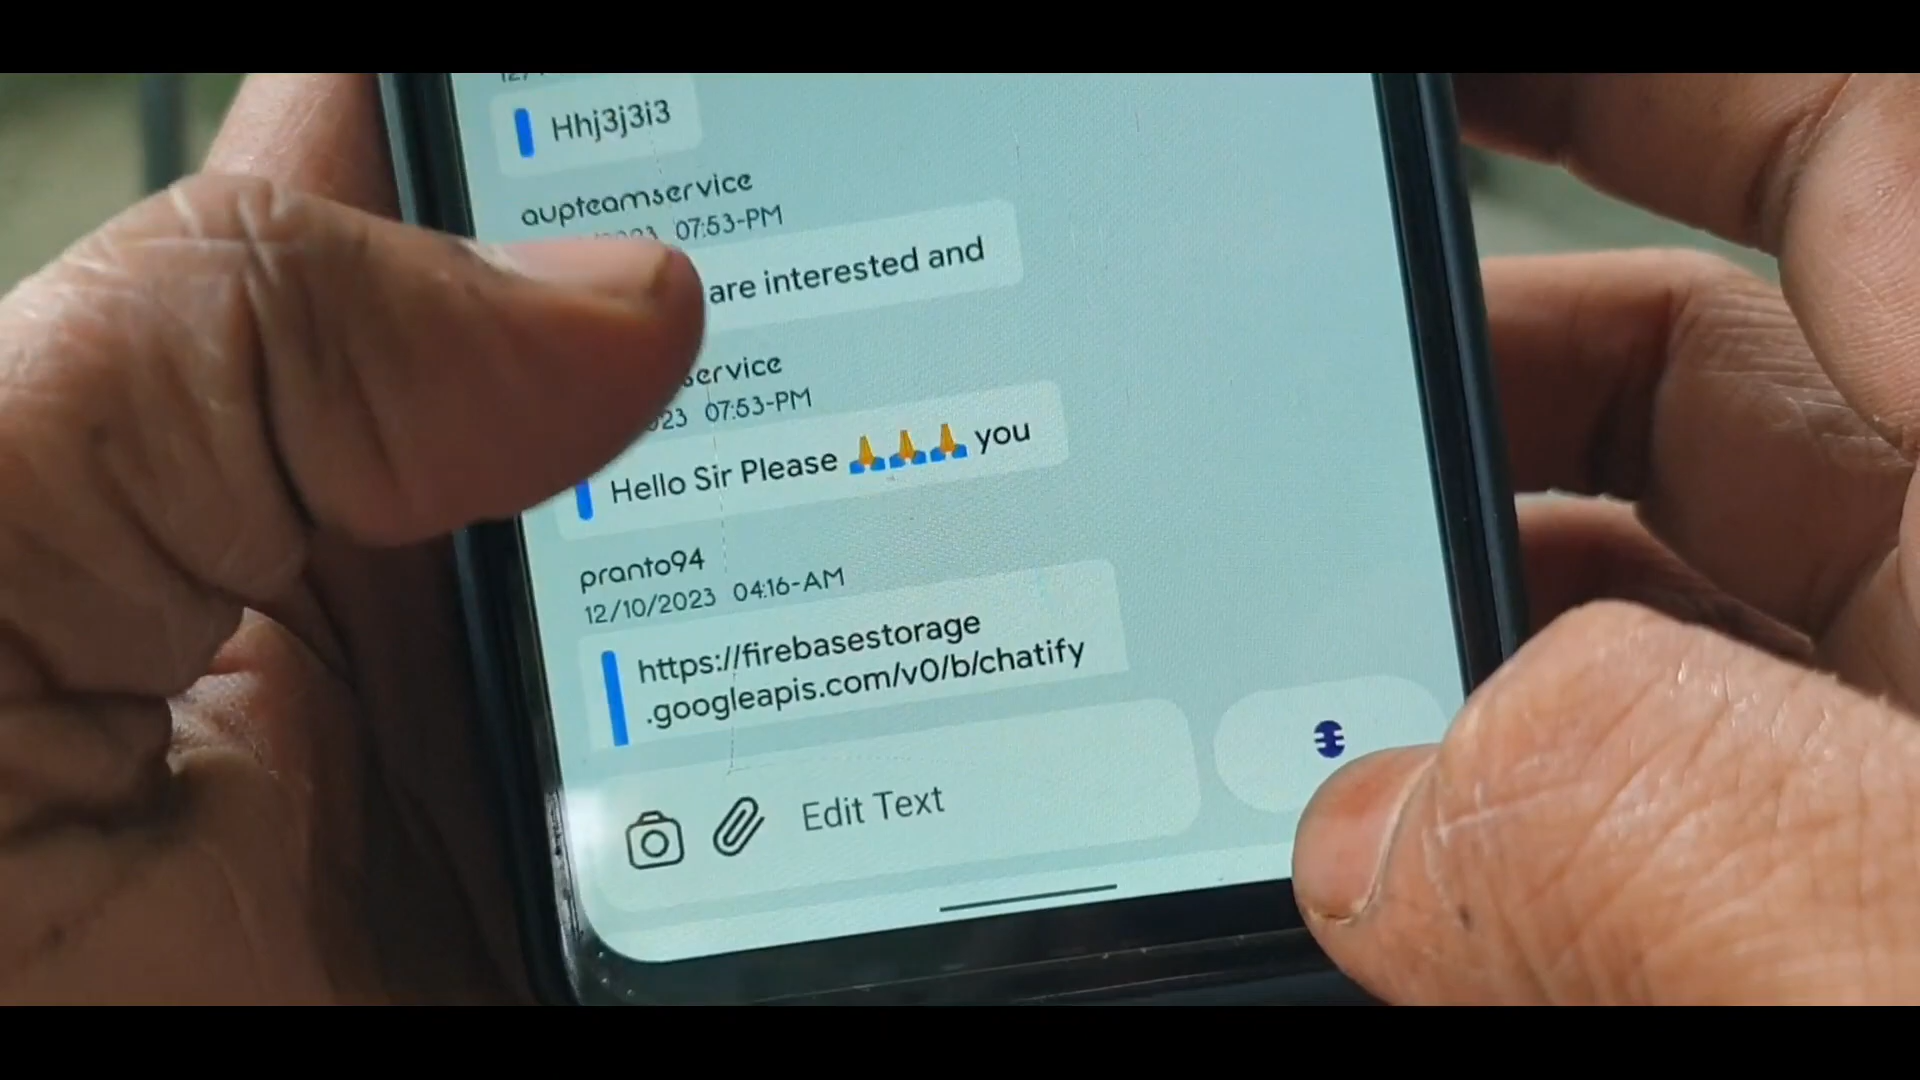 Hhj3j3i3
aupteamservice
07:53-PM
are interested and
service
07:53-PM
Hello Sir Please 🙏🙏🙏 you
pranto94
12/10/2023 04:16-AM
https://firebasestorage
.googleapis.com/v0/b/chatify
Edit Text